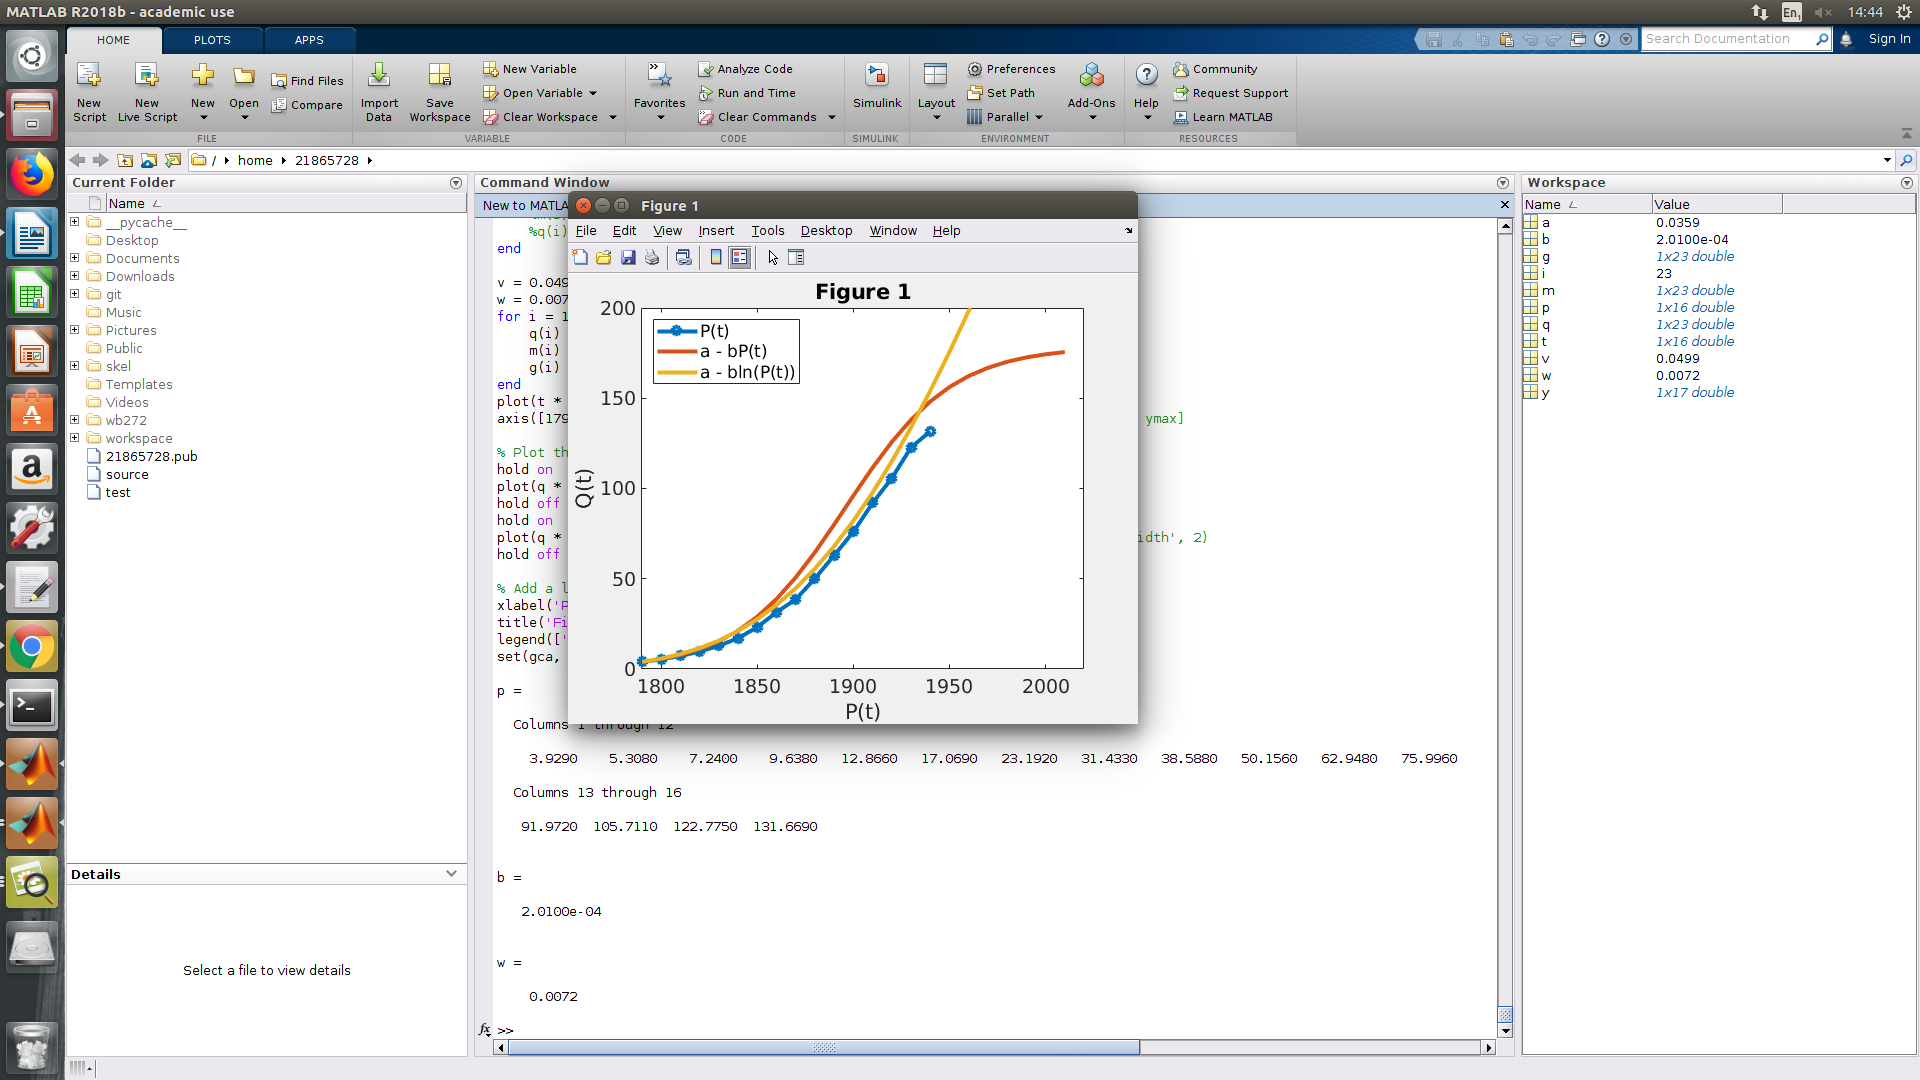 MATLAB R2018b - academic use
En1 14:44
HOME PLOTS APPS
Search Documentation Sign In
New Script
New Live Script
New
Open
Find Files
Compare
Import Data
Save Workspace
New Variable
Open Variable
Clear Workspace
Favorites
Analyze Code
Run and Time
Clear Commands
Simulink
Layout
Preferences
Set Path
Parallel
Add-Ons
Help
Community
Request Support
Learn MATLAB
FILE VARIABLE CODE SIMULINK ENVIRONMENT RESOURCES
/ home 21865728
Current Folder
Name
__pycache__
Desktop
Documents
Downloads
git
Music
Pictures
Public
skel
Templates
Videos
wb272
workspace
21865728.pub
source
test
Details
Select a file to view details
Command Window
New to MATLA
%q(i)
end
v = 0.049
w = 0.007
for i = 1
q(i)
m(i)
g(i)
end
plot(t *
axis([179 ymax]
% Plot th
hold on
plot(q *
hold off
hold on
plot(q * idth', 2)
hold off
% Add a l
xlabel('P
title('Fi
legend(['
set(gca,
p =
Columns 1 through 12
3.9290 5.3080 7.2400 9.6380 12.8660 17.0690 23.1920 31.4330 38.5880 50.1560 62.9480 75.9960
Columns 13 through 16
91.9720 105.7110 122.7750 131.6690
b =
2.0100e-04
w =
0.0072
fx >>
Figure 1
File Edit View Insert Tools Desktop Window Help
Figure 1
P(t)
a - bP(t)
a - bln(P(t))
200
150
100
50
0
Q(t)
1800 1850 1900 1950 2000
P(t)
Workspace
Name Value
a 0.0359
b 2.0100e-04
g 1x23 double
i 23
m 1x23 double
p 1x16 double
q 1x23 double
t 1x16 double
v 0.0499
w 0.0072
y 1x17 double